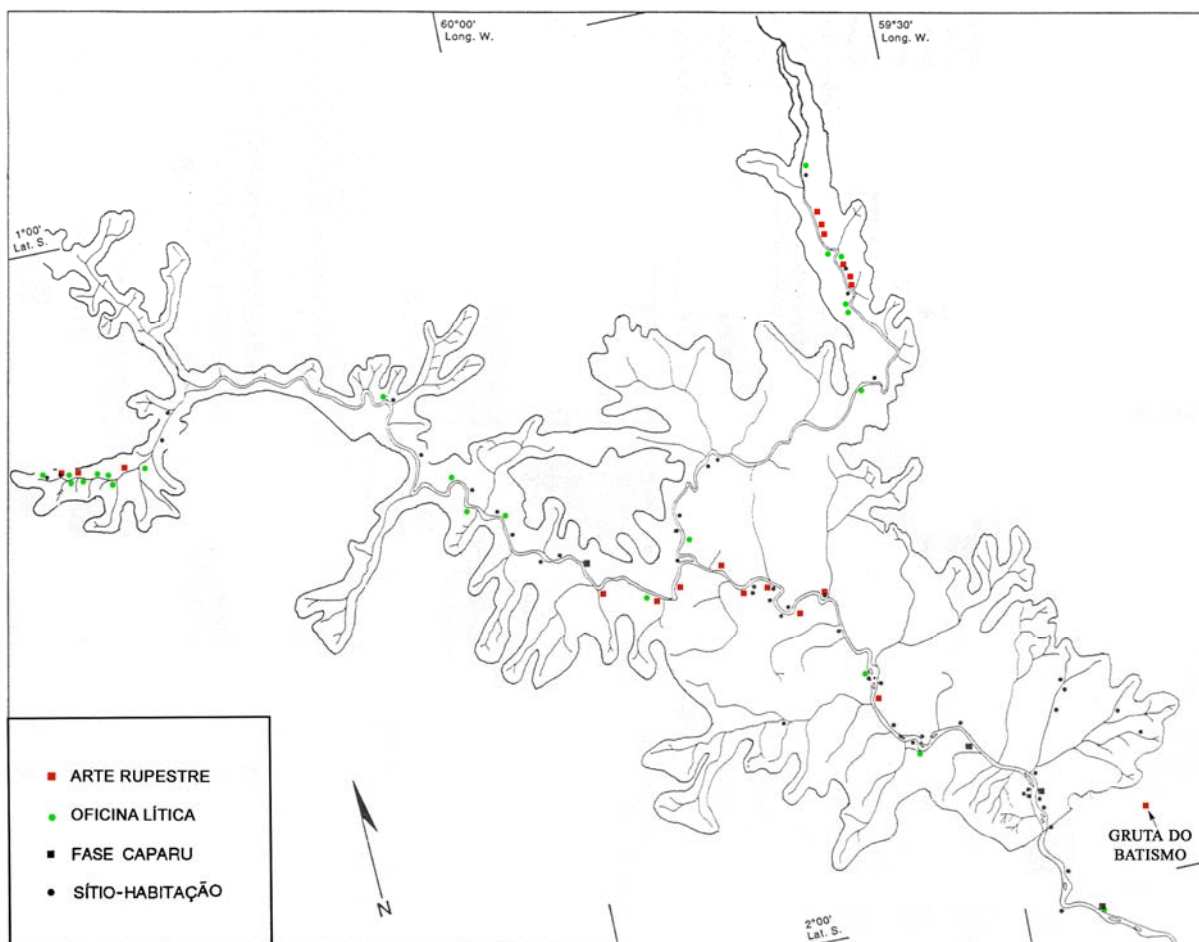 60°00'
Long. W.
59°30'
Long. W.
1°00'
Lat. S.
ARTE RUPESTRE
OFICINA LÍTICA
FASE CAPARU
SÍTIO-HABITAÇÃO
N
GRUTA DO
BATISMO
2°00'
Lat. S.